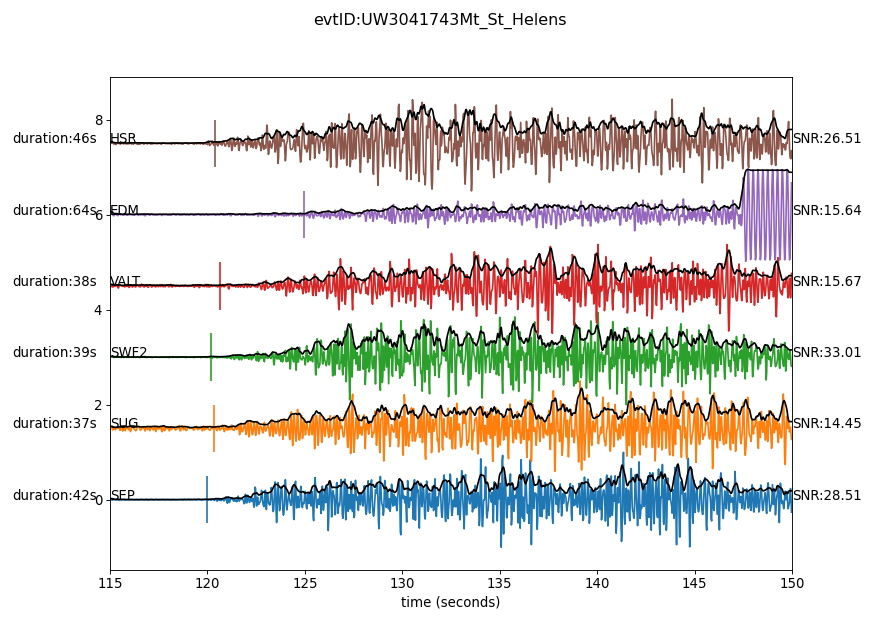 evtID:UW3041743Mt_St_Helens
8
duration:46s HSR SNR:26.51
duration:64s EDM SNR:15.64
6
duration:38s VALT SNR:15.67
4
duration:39s SWF2 SNR:33.01
2
duration:37s SUG SNR:14.45
duration:42s SEP SNR:28.51
0
115 120 125 130 135 140 145 150
time (seconds)